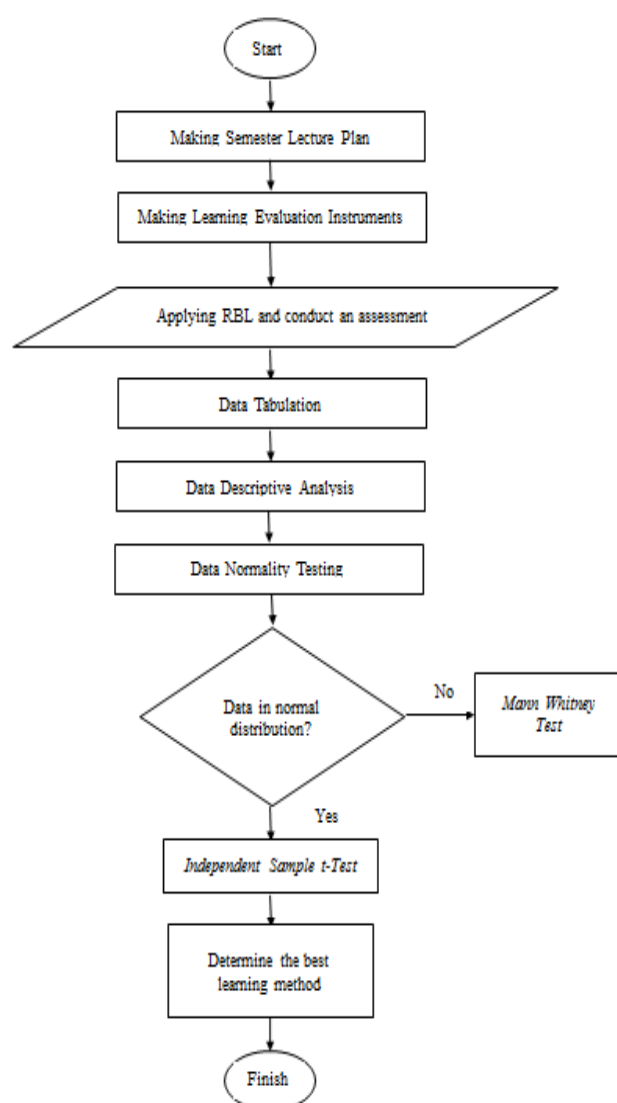 Start
Making Semester Lecture Plan
Making Learning Evaluation Instruments
Applying RBL and conduct an assessment
Data Tabulation
Data Descriptive Analysis
Data Normality Testing
Data in normal
distribution?
No
Mann Whitney
Test
Yes
Independent Sample t-Test
Determine the best
learning method
Finish